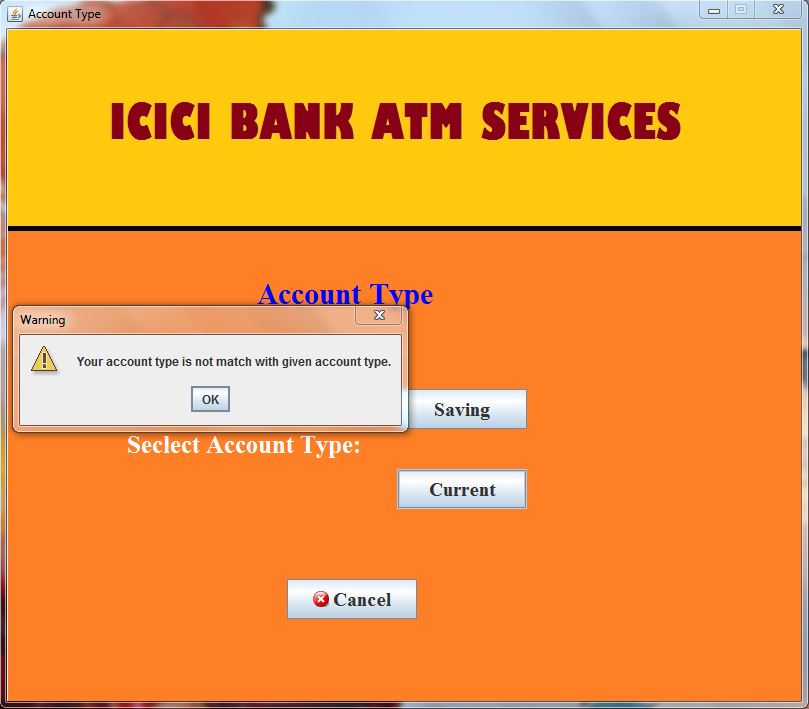 Account Type
ICICI BANK ATM SERVICES
Account Type
Warning
Your account type is not match with given account type.
OK
Saving
Seclect Account Type:
Current
Cancel